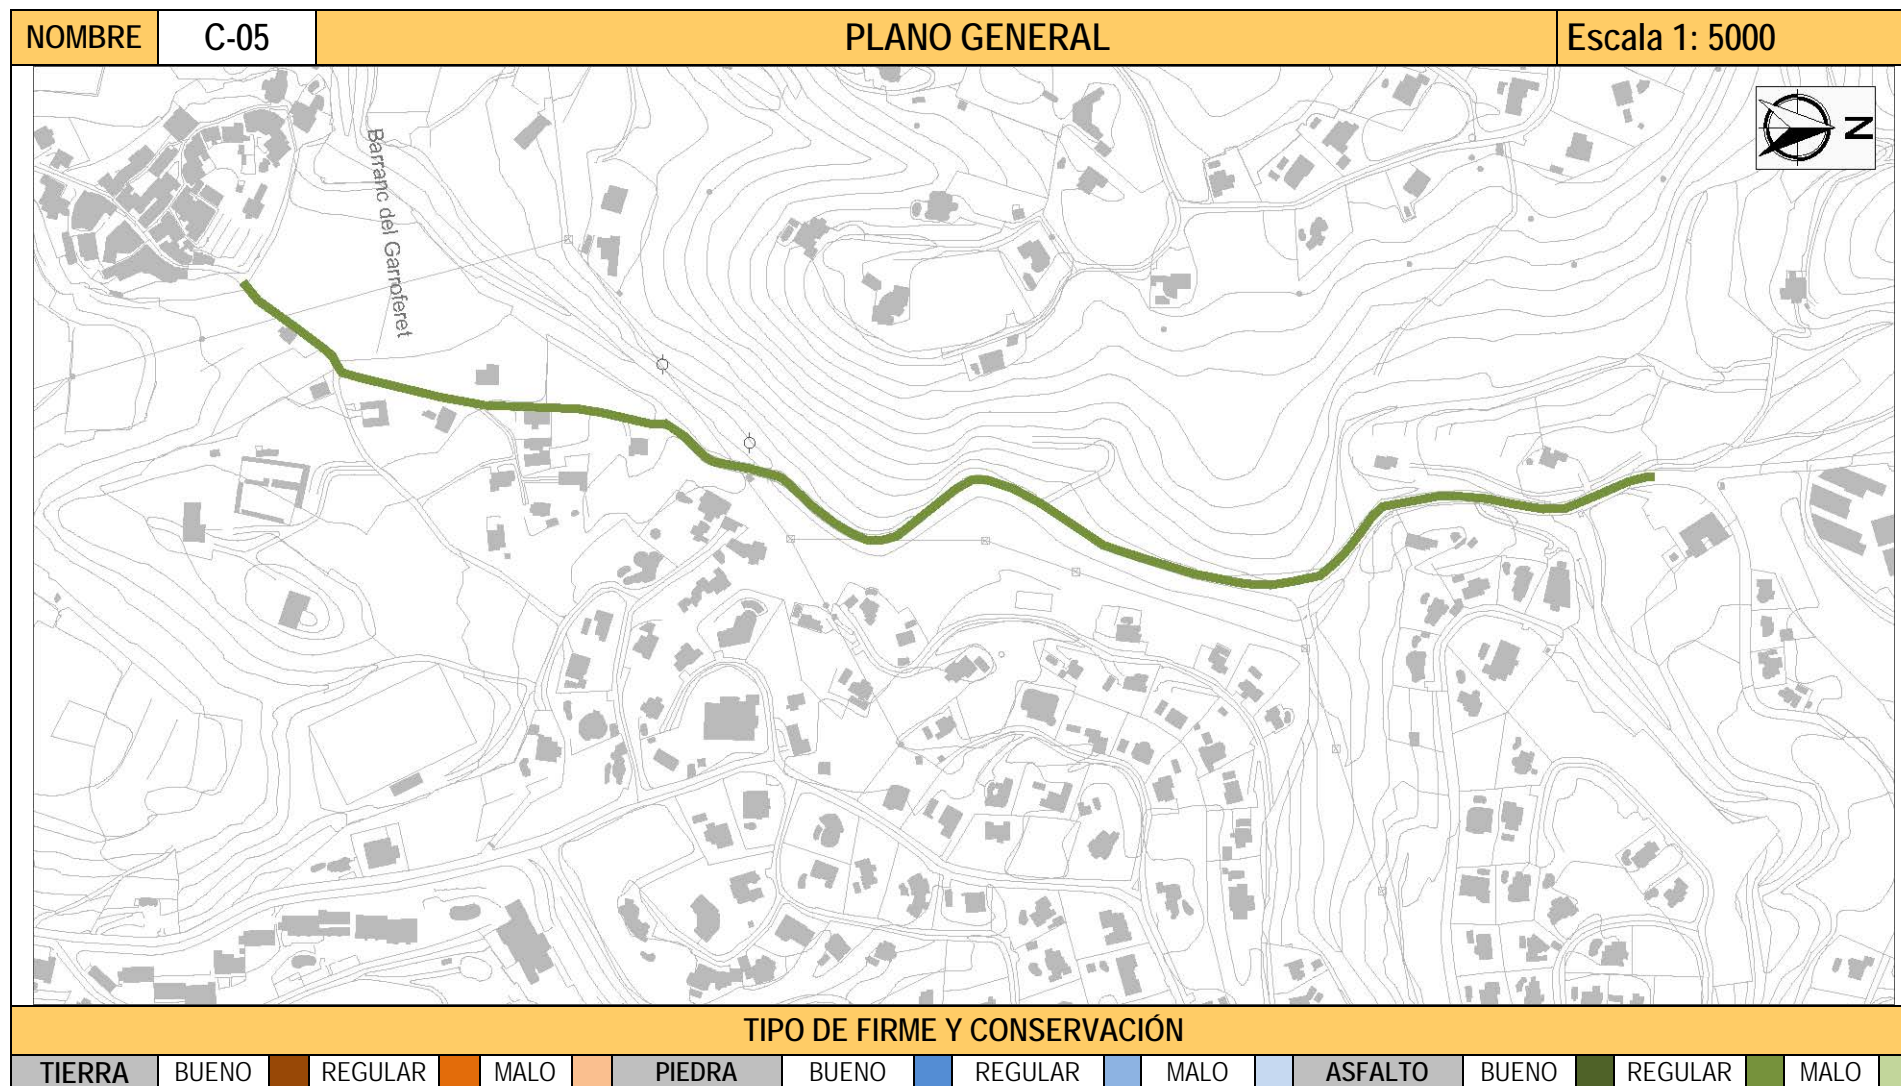 NOMBRE C-05 PLANO GENERAL Escala 1: 5000
N
Barranc del Garroferet
TIPO DE FIRME Y CONSERVACIÓN
TIERRA BUENO REGULAR MALO PIEDRA BUENO REGULAR MALO ASFALTO BUENO REGULAR MALO